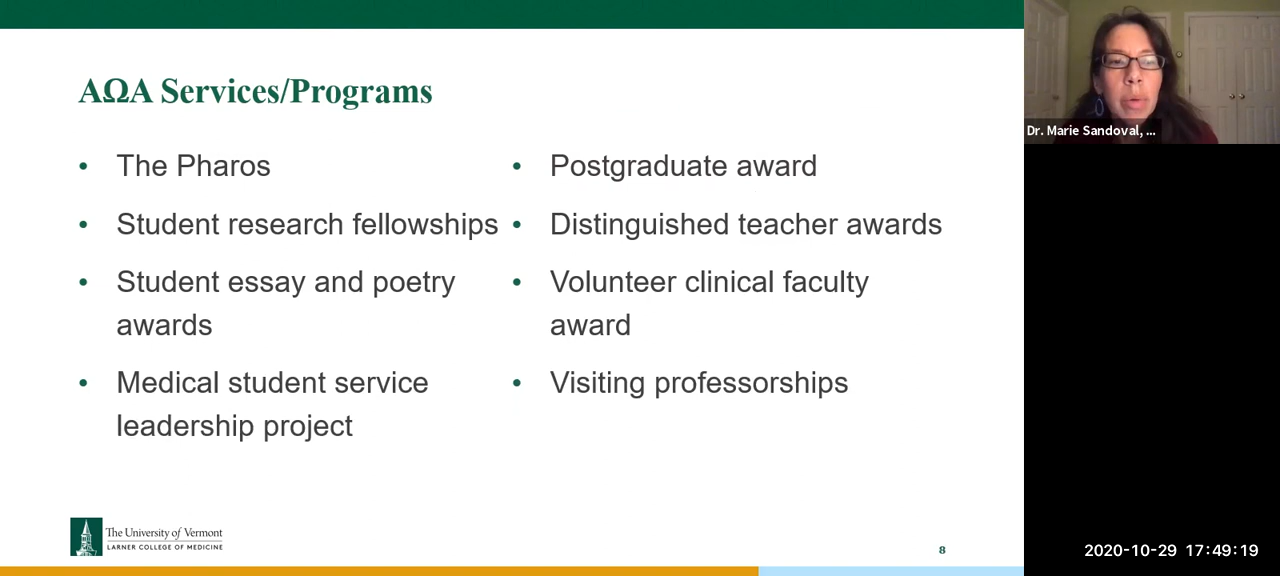 AΩA Services/Programs
• The Pharos
• Student research fellowships
• Student essay and poetry
awards
• Medical student service
leadership project
• Postgraduate award
• Distinguished teacher awards
• Volunteer clinical faculty
award
• Visiting professorships
The University of Vermont
LARNER COLLEGE OF MEDICINE
8
Dr. Marie Sandoval, ...
2020-10-29 17:49:19